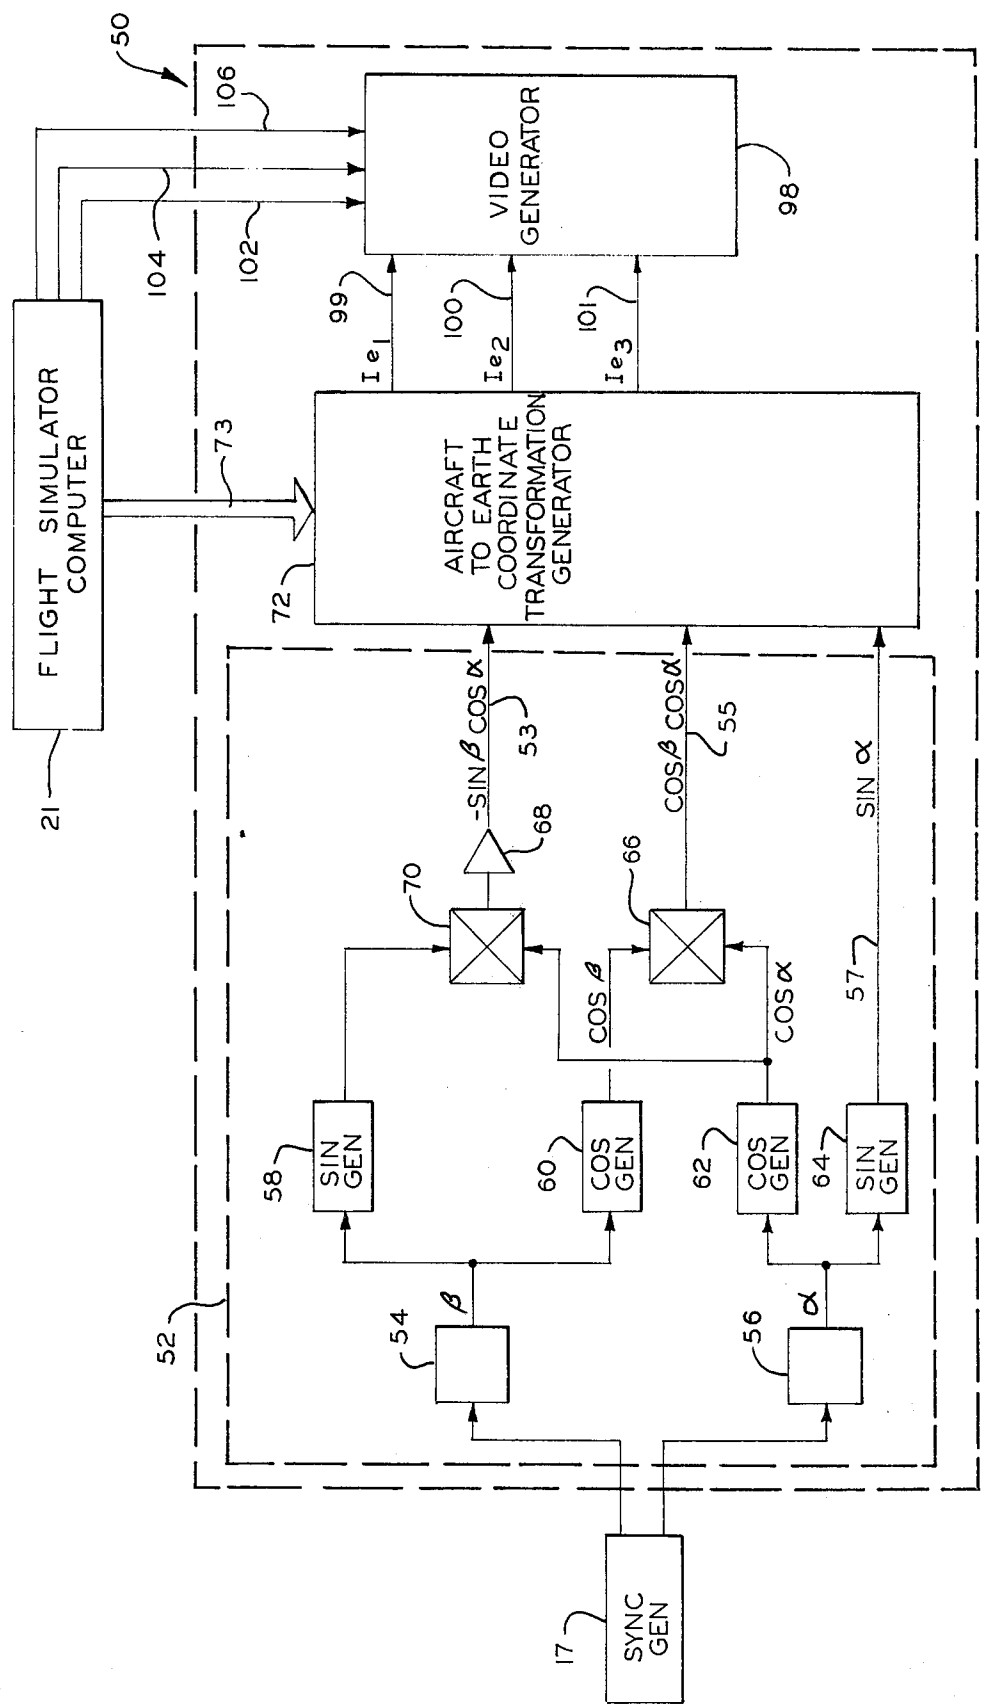 50
21
FLIGHT SIMULATOR
COMPUTER
73
106
104
102
52
72
AIRCRAFT
TO EARTH
COORDINATE
TRANSFORMATION
GENERATOR
Ie1
99
Ie2
100
Ie3
101
VIDEO
GENERATOR
98
17
SYNC
GEN
54
β
56
α
58
SIN
GEN
60
COS
GEN
62
COS
GEN
64
SIN
GEN
COS β
COS α
70
66
68
-SIN β COS α
53
COS β COS α
55
SIN α
57